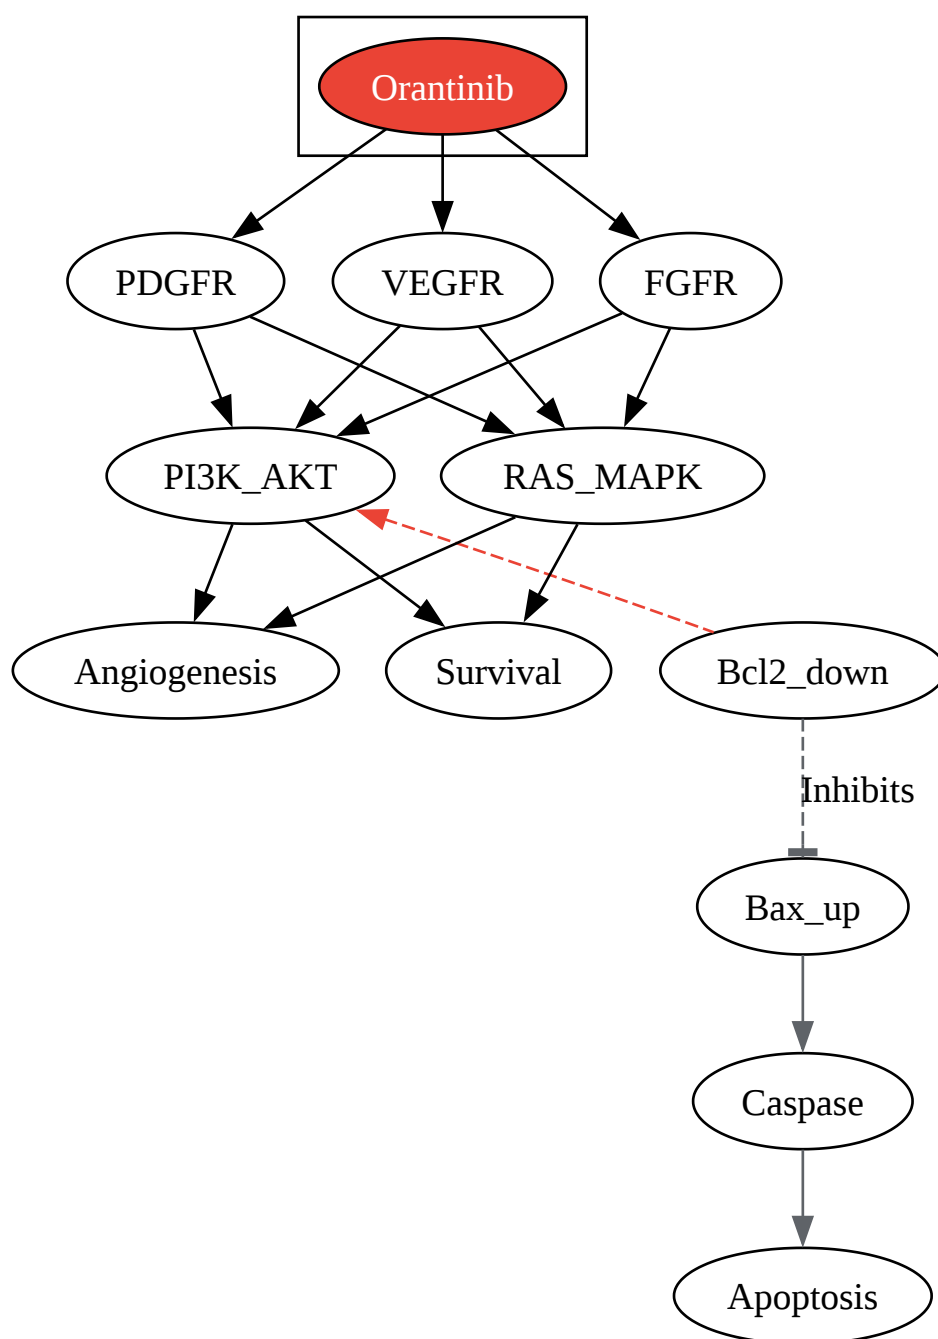 Orantinib
PDGFR
VEGFR
FGFR
PI3K_AKT
RAS_MAPK
Angiogenesis
Survival
Bcl2_down
Inhibits
Bax_up
Caspase
Apoptosis